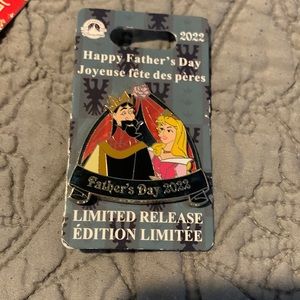 2022
Happy Father's Day
Joyeuse fête des pères
Father's Day 2022
LIMITED RELEASE
ÉDITION LIMITÉE